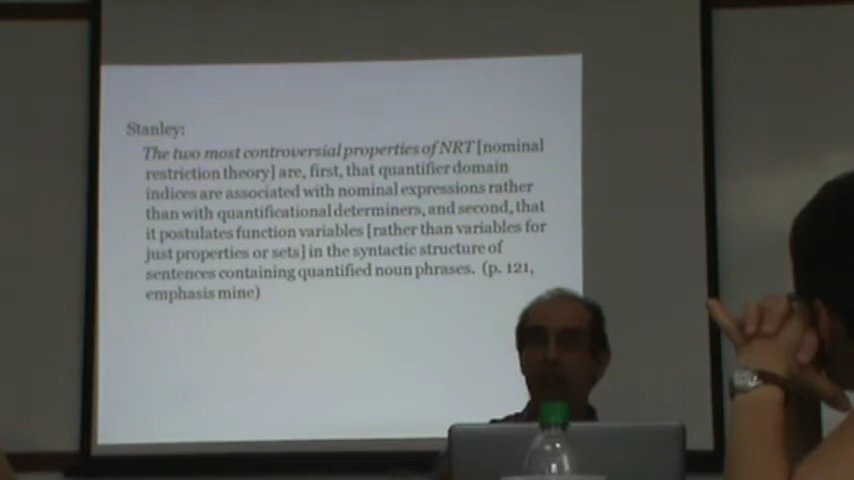 Stanley:
The two most controversial properties of NRT [nominal
restriction theory] are, first, that quantifier domain
indices are associated with nominal expressions rather
than with quantificational determiners, and second, that
it postulates function variables [rather than variables for
just properties or sets] in the syntactic structure of
sentences containing quantified noun phrases. (p. 121,
emphasis mine)